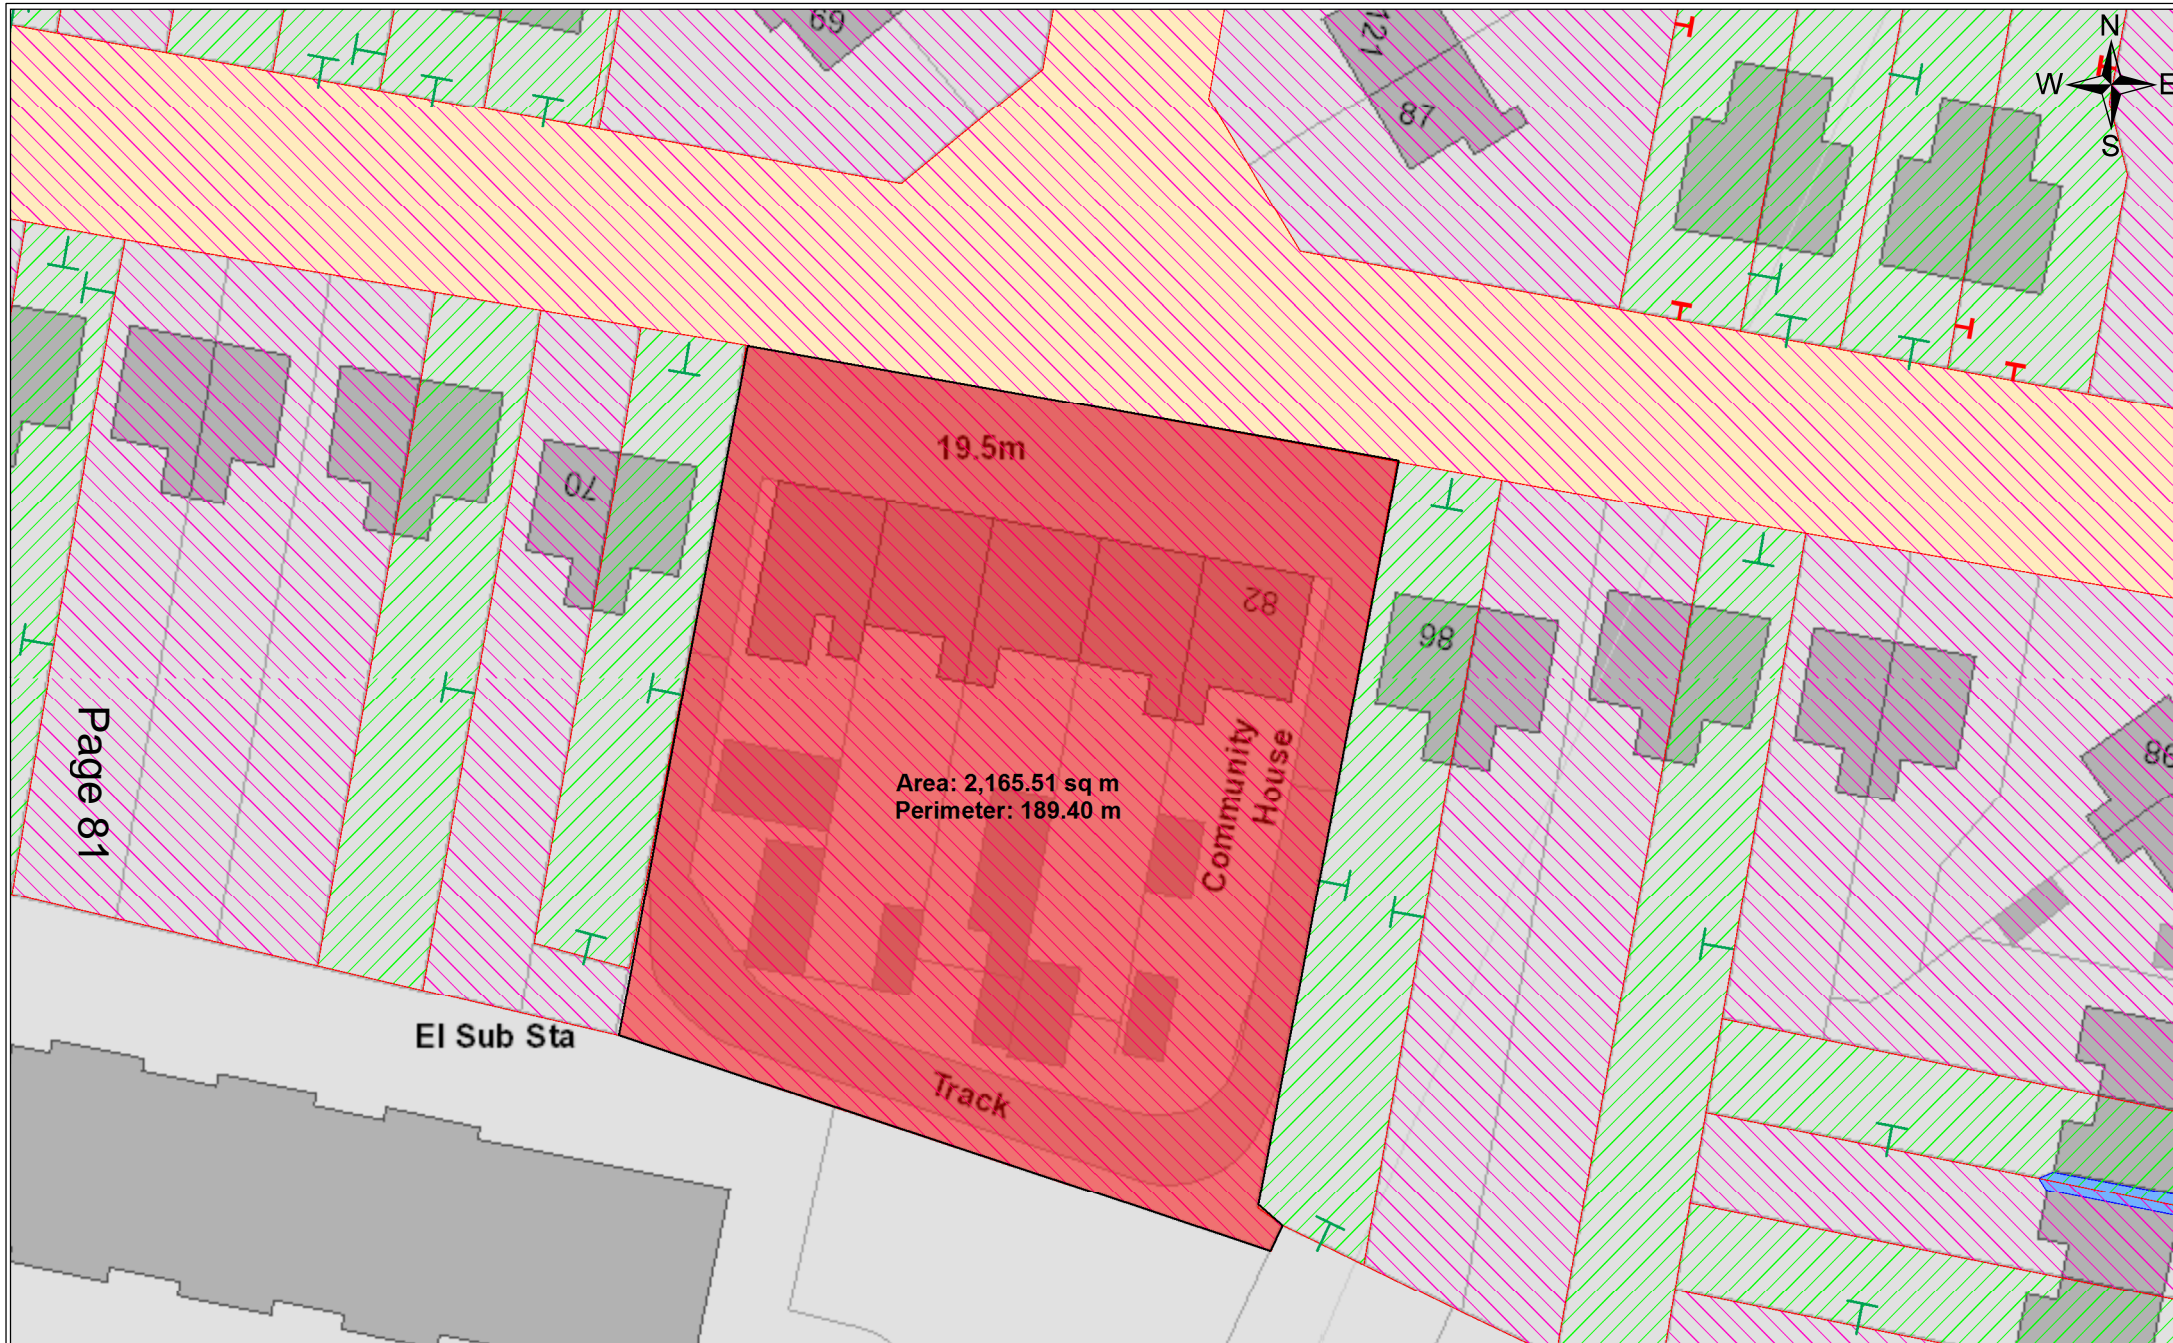 69
121
87
N
W
E
S
19.5m
70
82
98
86
Page 81
Area: 2,165.51 sq m
Perimeter: 189.40 m
Community
House
El Sub Sta
Track